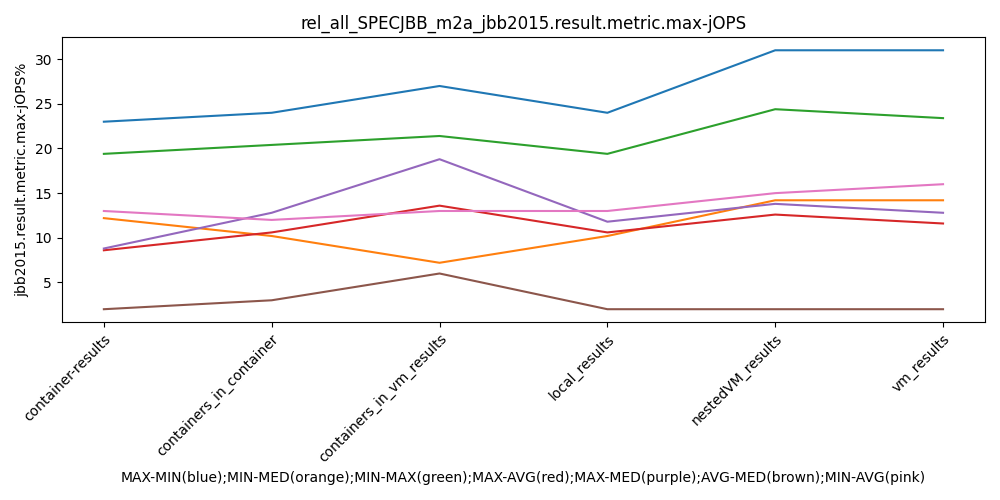 rel_all_SPECJBB_m2a_jbb2015.result.metric.max-jOPS
jbb2015.result.metric.max-jOPS%
30
25
20
15
10
5
container-results
containers_in_container
containers_in_vm_results
local_results
nestedVM_results
vm_results
MAX-MIN(blue);MIN-MED(orange);MIN-MAX(green);MAX-AVG(red);MAX-MED(purple);AVG-MED(brown);MIN-AVG(pink)